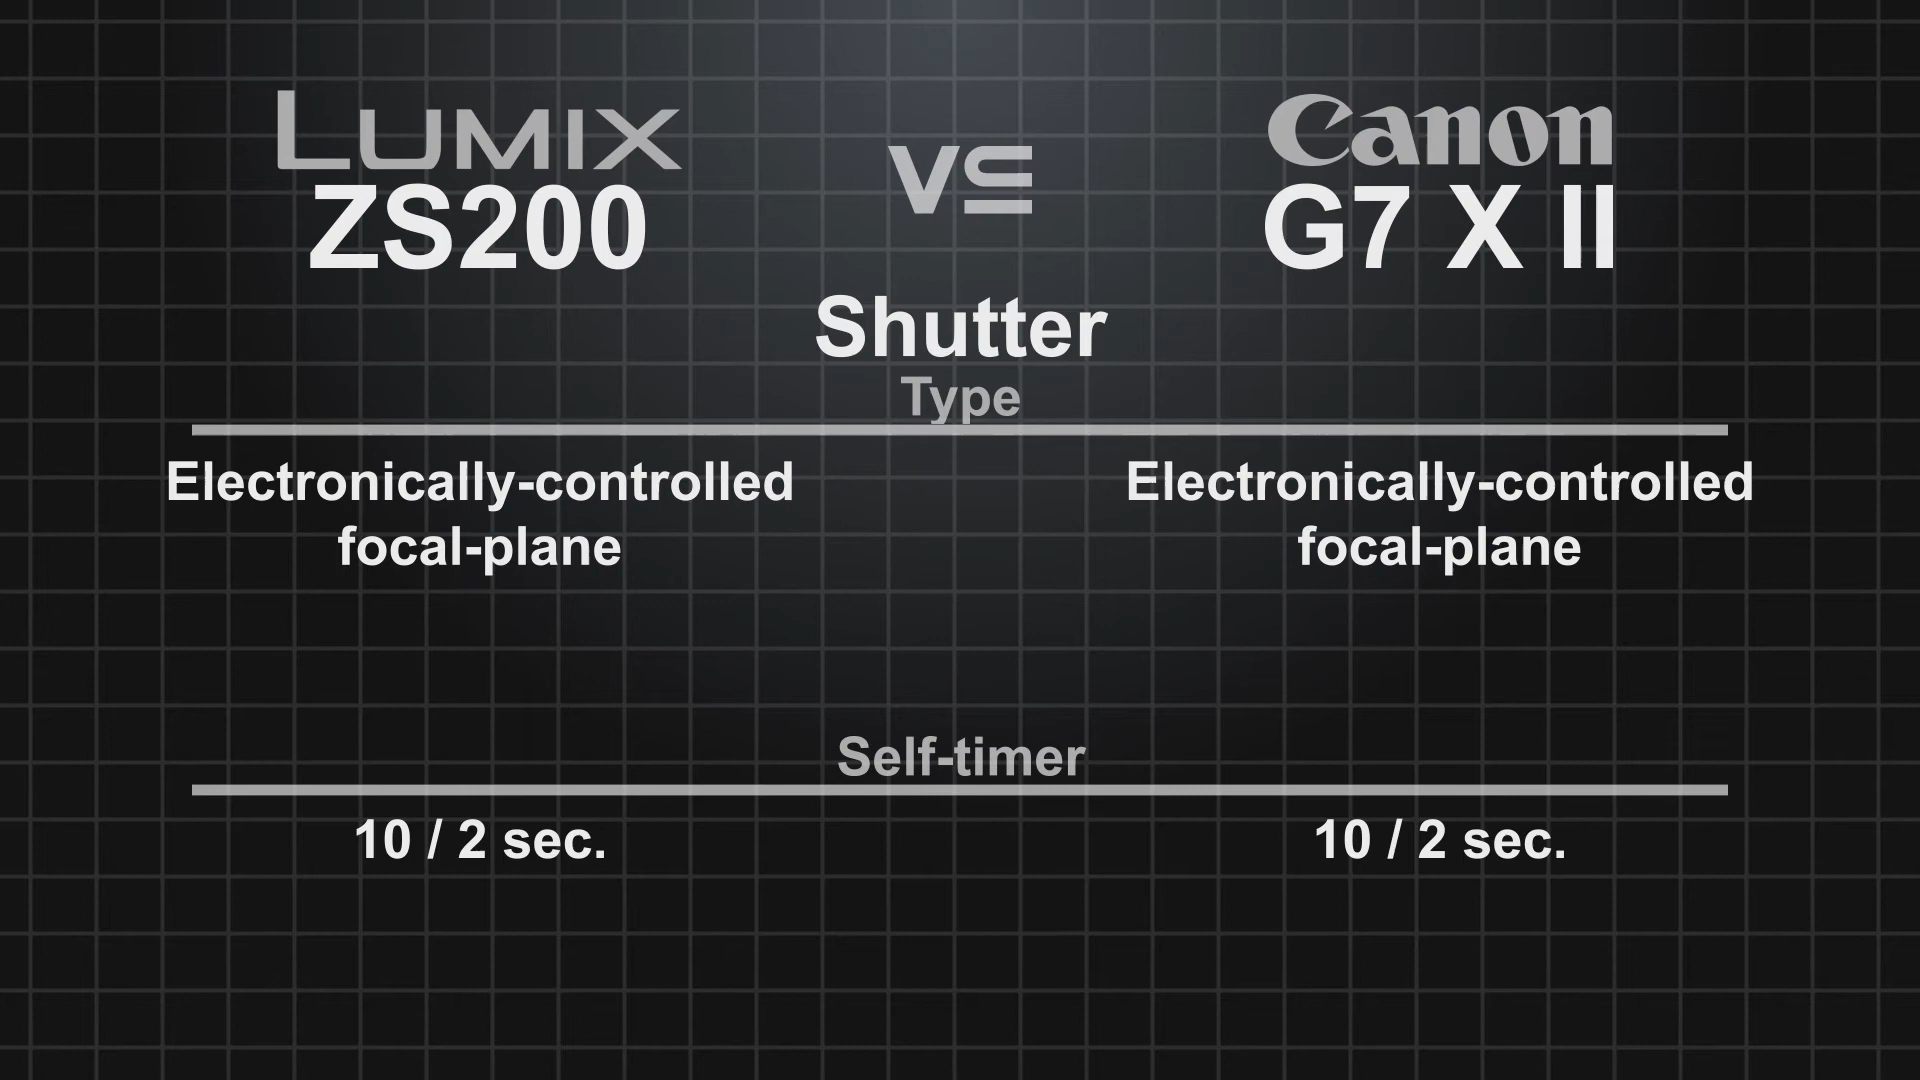 LUMIX
ZS200
VS
Canon
G7 X II
Shutter
Type
Electronically-controlled
focal-plane
Electronically-controlled
focal-plane
Self-timer
10 / 2 sec.
10 / 2 sec.